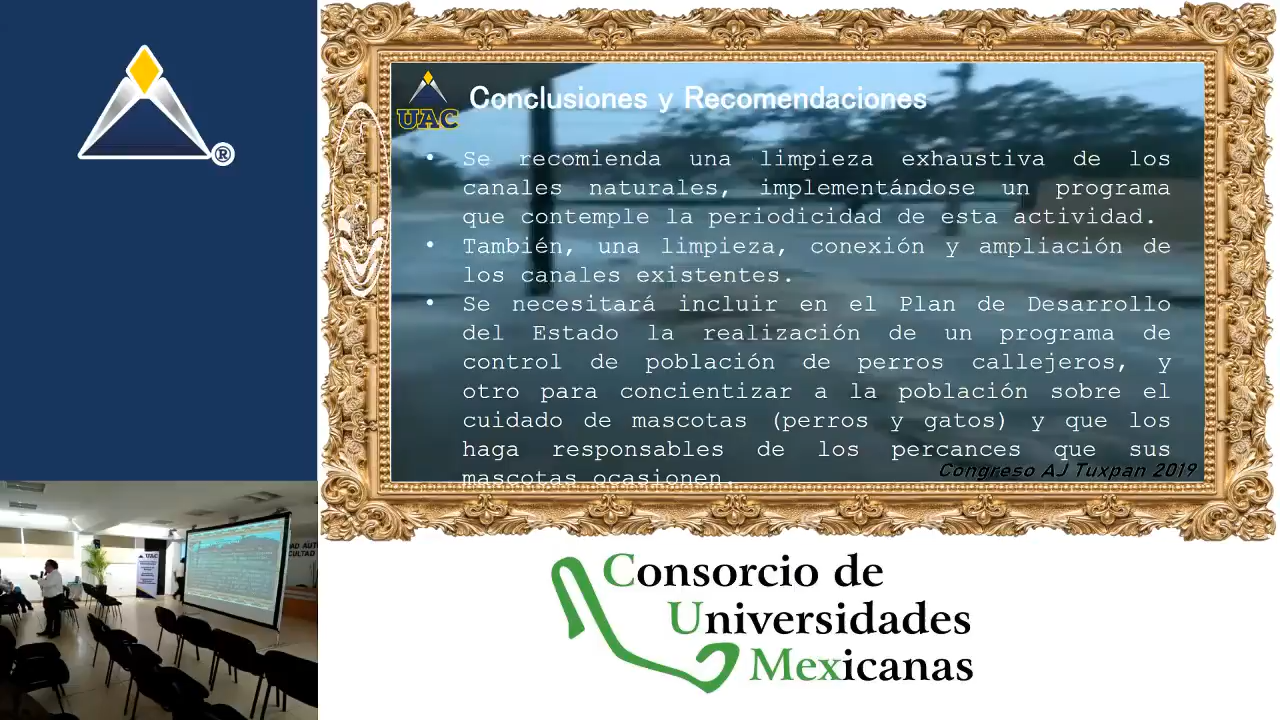 ®
UAC
Conclusiones y Recomendaciones
• Se recomienda una limpieza exhaustiva de los
canales naturales, implementándose un programa
que contemple la periodicidad de esta actividad.
• También, una limpieza, conexión y ampliación de
los canales existentes.
• Se necesitará incluir en el Plan de Desarrollo
del Estado la realización de un programa de
control de población de perros callejeros, y
otro para concientizar a la población sobre el
cuidado de mascotas (perros y gatos) y que los
haga responsables de los percances que sus
mascotas ocasionen.
Congreso AJ Tuxpan 2019
UAC
Consorcio de
Universidades
Mexicanas